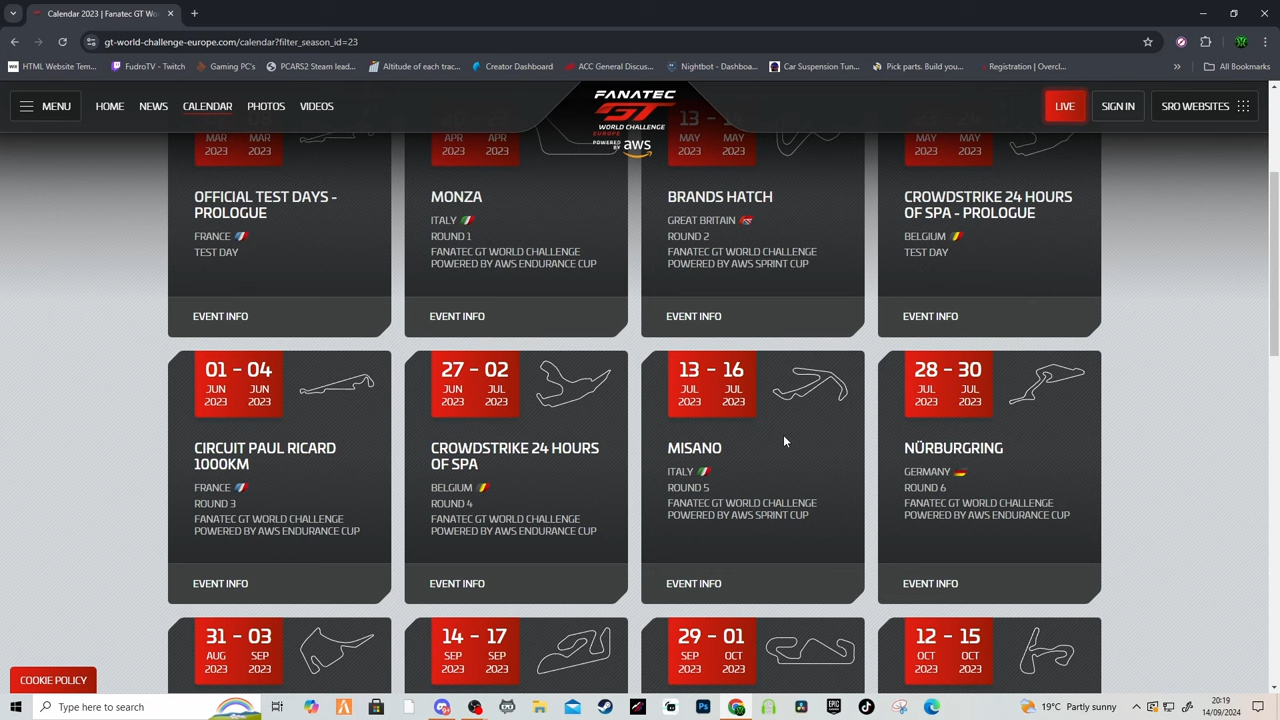 Calendar 2023 | Fanatec GT Wo
gt-world-challenge-europe.com/calendar?filter_season_id=23
HTML Website Tem... FudroTV - Twitch Gaming PC's PCARS2 Steam lead... Altitude of each trac... Creator Dashboard ACC General Discus... Nightbot - Dashboa... Car Suspension Tun... Pick parts. Build you... Registration | Overcl... » All Bookmarks
MENU HOME NEWS CALENDAR PHOTOS VIDEOS
FANATEC
GT
WORLD CHALLENGE
EUROPE
POWERED BY aws
LIVE SIGN IN SRO WEBSITES
MAR MAR
2023 2023
OFFICIAL TEST DAYS -
PROLOGUE
FRANCE
TEST DAY
EVENT INFO
APR APR
2023 2023
MONZA
ITALY
ROUND 1
FANATEC GT WORLD CHALLENGE
POWERED BY AWS ENDURANCE CUP
EVENT INFO
MAY MAY
2023 2023
BRANDS HATCH
GREAT BRITAIN
ROUND 2
FANATEC GT WORLD CHALLENGE
POWERED BY AWS SPRINT CUP
EVENT INFO
MAY MAY
2023 2023
CROWDSTRIKE 24 HOURS
OF SPA - PROLOGUE
BELGIUM
TEST DAY
EVENT INFO
01 - 04
JUN JUN
2023 2023
CIRCUIT PAUL RICARD
1000KM
FRANCE
ROUND 3
FANATEC GT WORLD CHALLENGE
POWERED BY AWS ENDURANCE CUP
EVENT INFO
27 - 02
JUN JUL
2023 2023
CROWDSTRIKE 24 HOURS
OF SPA
BELGIUM
ROUND 4
FANATEC GT WORLD CHALLENGE
POWERED BY AWS ENDURANCE CUP
EVENT INFO
13 - 16
JUL JUL
2023 2023
MISANO
ITALY
ROUND 5
FANATEC GT WORLD CHALLENGE
POWERED BY AWS SPRINT CUP
EVENT INFO
28 - 30
JUL JUL
2023 2023
NÜRBURGRING
GERMANY
ROUND 6
FANATEC GT WORLD CHALLENGE
POWERED BY AWS ENDURANCE CUP
EVENT INFO
31 - 03
AUG SEP
2023 2023
14 - 17
SEP SEP
2023 2023
29 - 01
SEP OCT
2023 2023
12 - 15
OCT OCT
2023 2023
COOKIE POLICY
Type here to search
19°C Partly sunny
20:19
14/09/2024